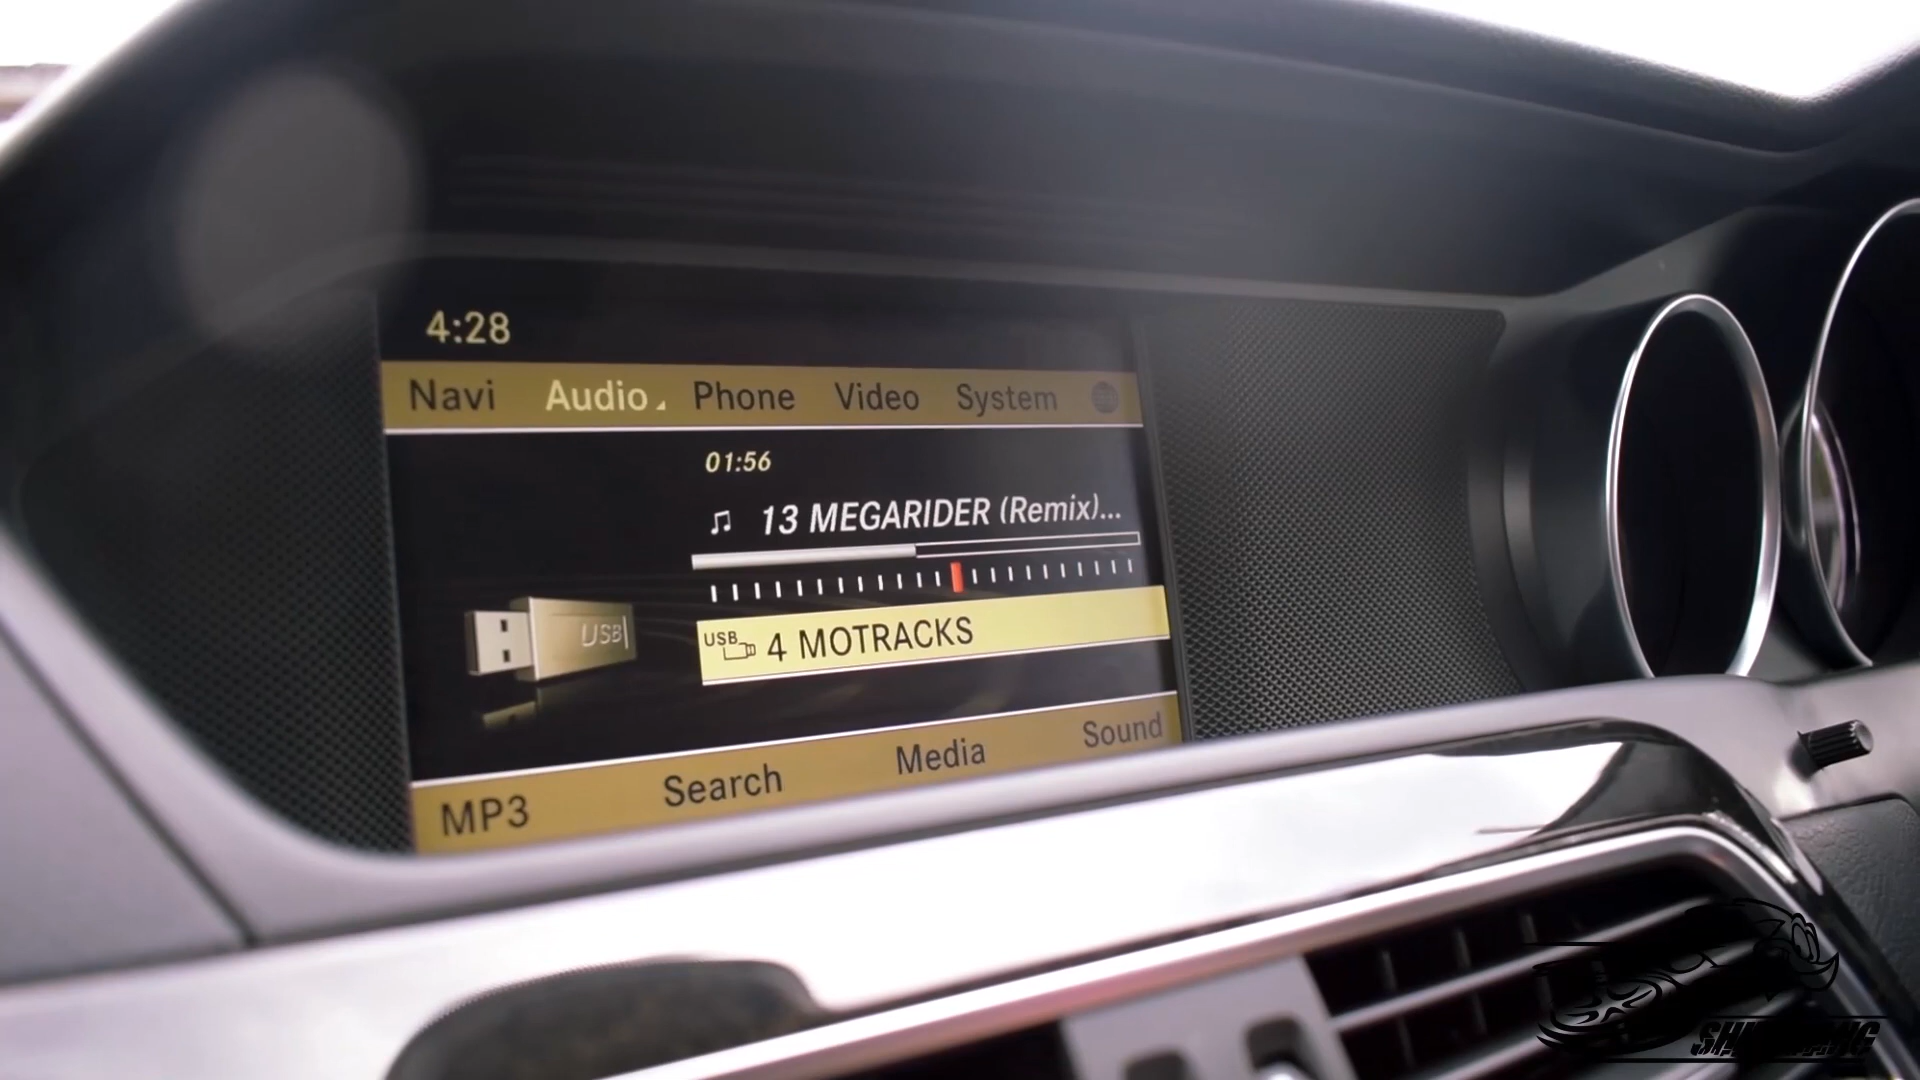 4:28
Navi Audio Phone Video System
01:56
13 MEGARIDER (Remix)...
USB
USB 4 MOTRACKS
MP3 Search Media Sound